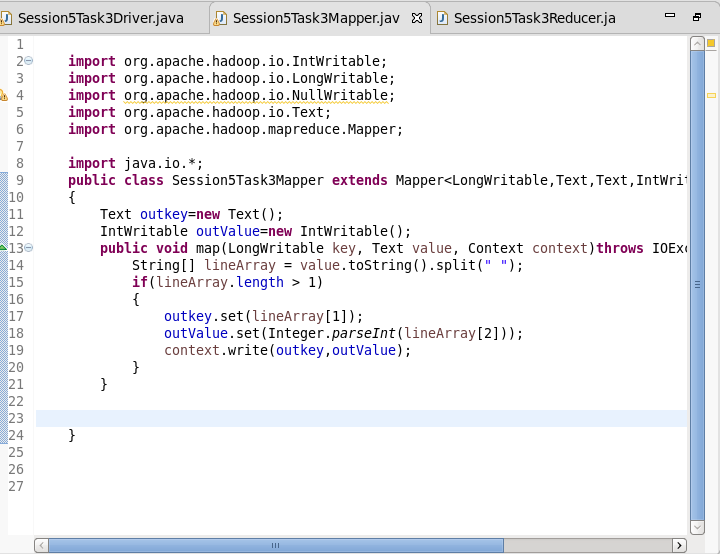 Session5Task3Driver.java Session5Task3Mapper.jav Session5Task3Reducer.ja
1
2 import org.apache.hadoop.io.IntWritable;
3 import org.apache.hadoop.io.LongWritable;
4 import org.apache.hadoop.io.NullWritable;
5 import org.apache.hadoop.io.Text;
6 import org.apache.hadoop.mapreduce.Mapper;
7
8 import java.io.*;
9 public class Session5Task3Mapper extends Mapper<LongWritable,Text,Text,IntWrit
10 {
11 Text outkey=new Text();
12 IntWritable outValue=new IntWritable();
13 public void map(LongWritable key, Text value, Context context)throws IOExc
14 String[] lineArray = value.toString().split(" ");
15 if(lineArray.length > 1)
16 {
17 outkey.set(lineArray[1]);
18 outValue.set(Integer.parseInt(lineArray[2]));
19 context.write(outkey,outValue);
20 }
21 }
22
23
24 }
25
26
27